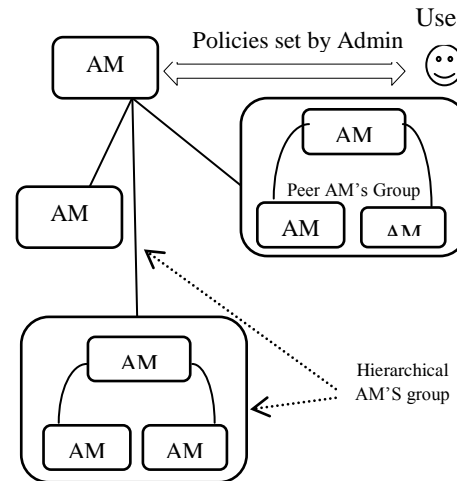 Use
Policies set by Admin
AM
AM
Peer AM's Group
AM
AM
AM
AM
Hierarchical
AM'S group
AM
AM